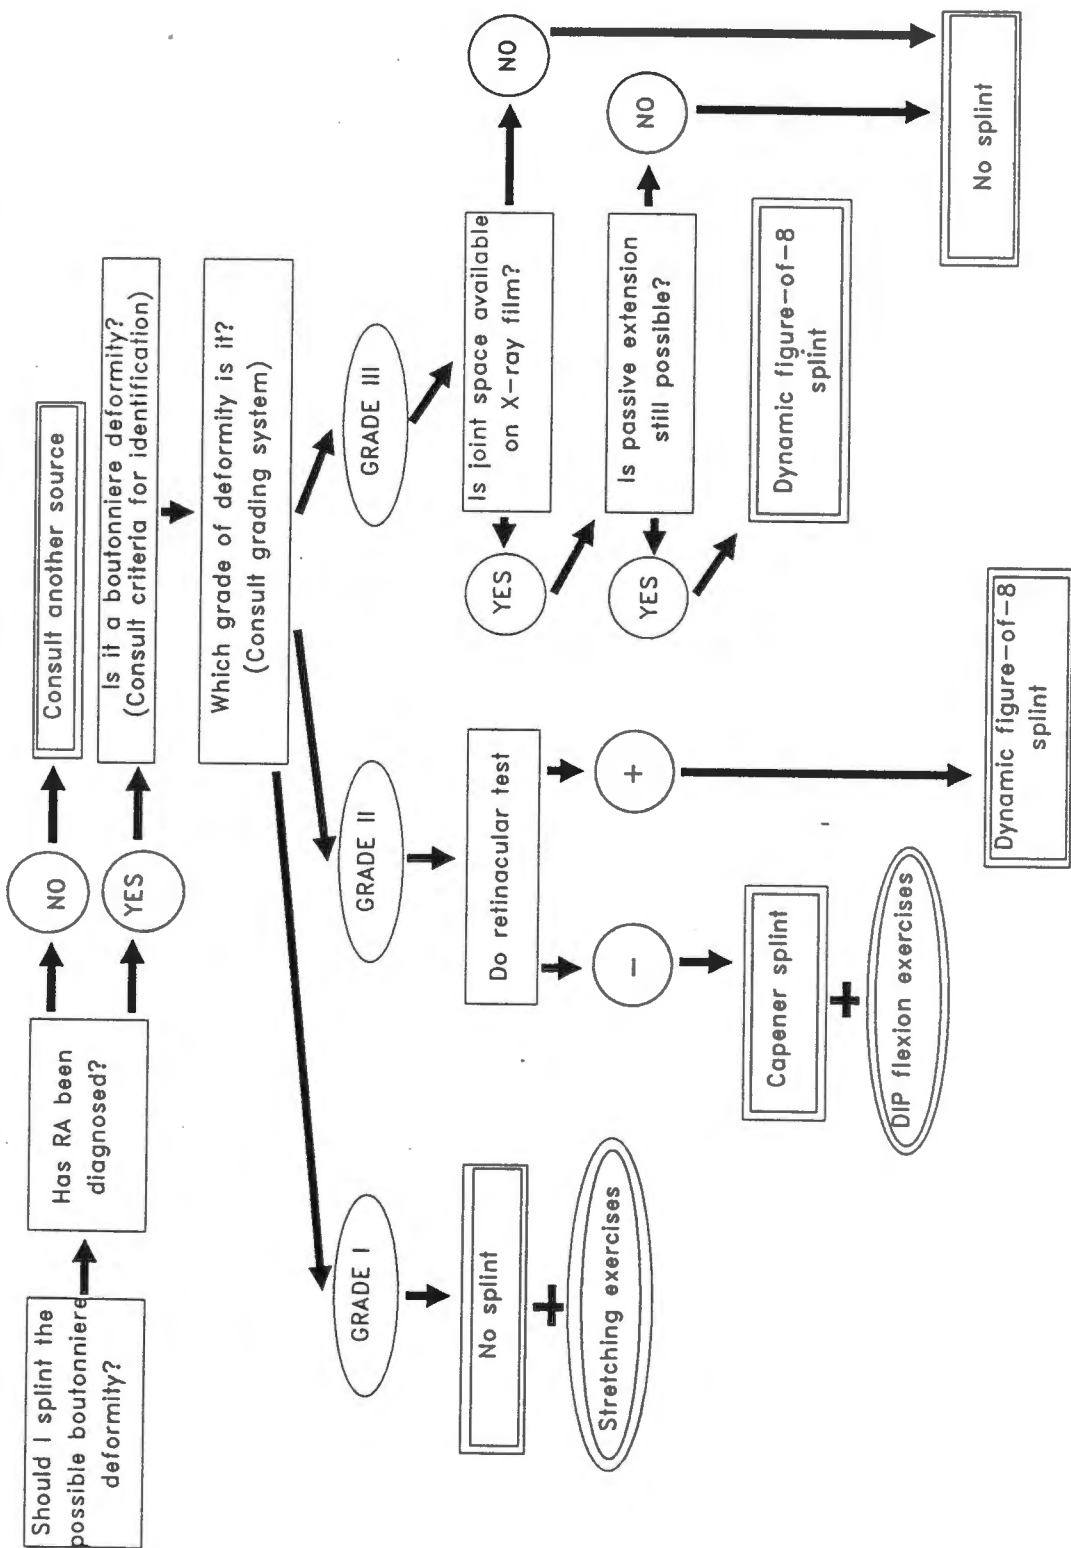 Should I splint the
possible boutonniere
deformity?
Has RA been
diagnosed?
NO
YES
Consult another source
Is it a boutonniere deformity?
(Consult criteria for identification)
Which grade of deformity is it?
(Consult grading system)
GRADE I
GRADE II
GRADE III
No splint
+
Stretching exercises
Do retinacular test
-
+
Capener splint
+
DIP flexion exercises
Dynamic figure-of-8
splint
Is joint space available
on X-ray film?
YES
NO
Is passive extension
still possible?
YES
NO
Dynamic figure-of-8
splint
No splint